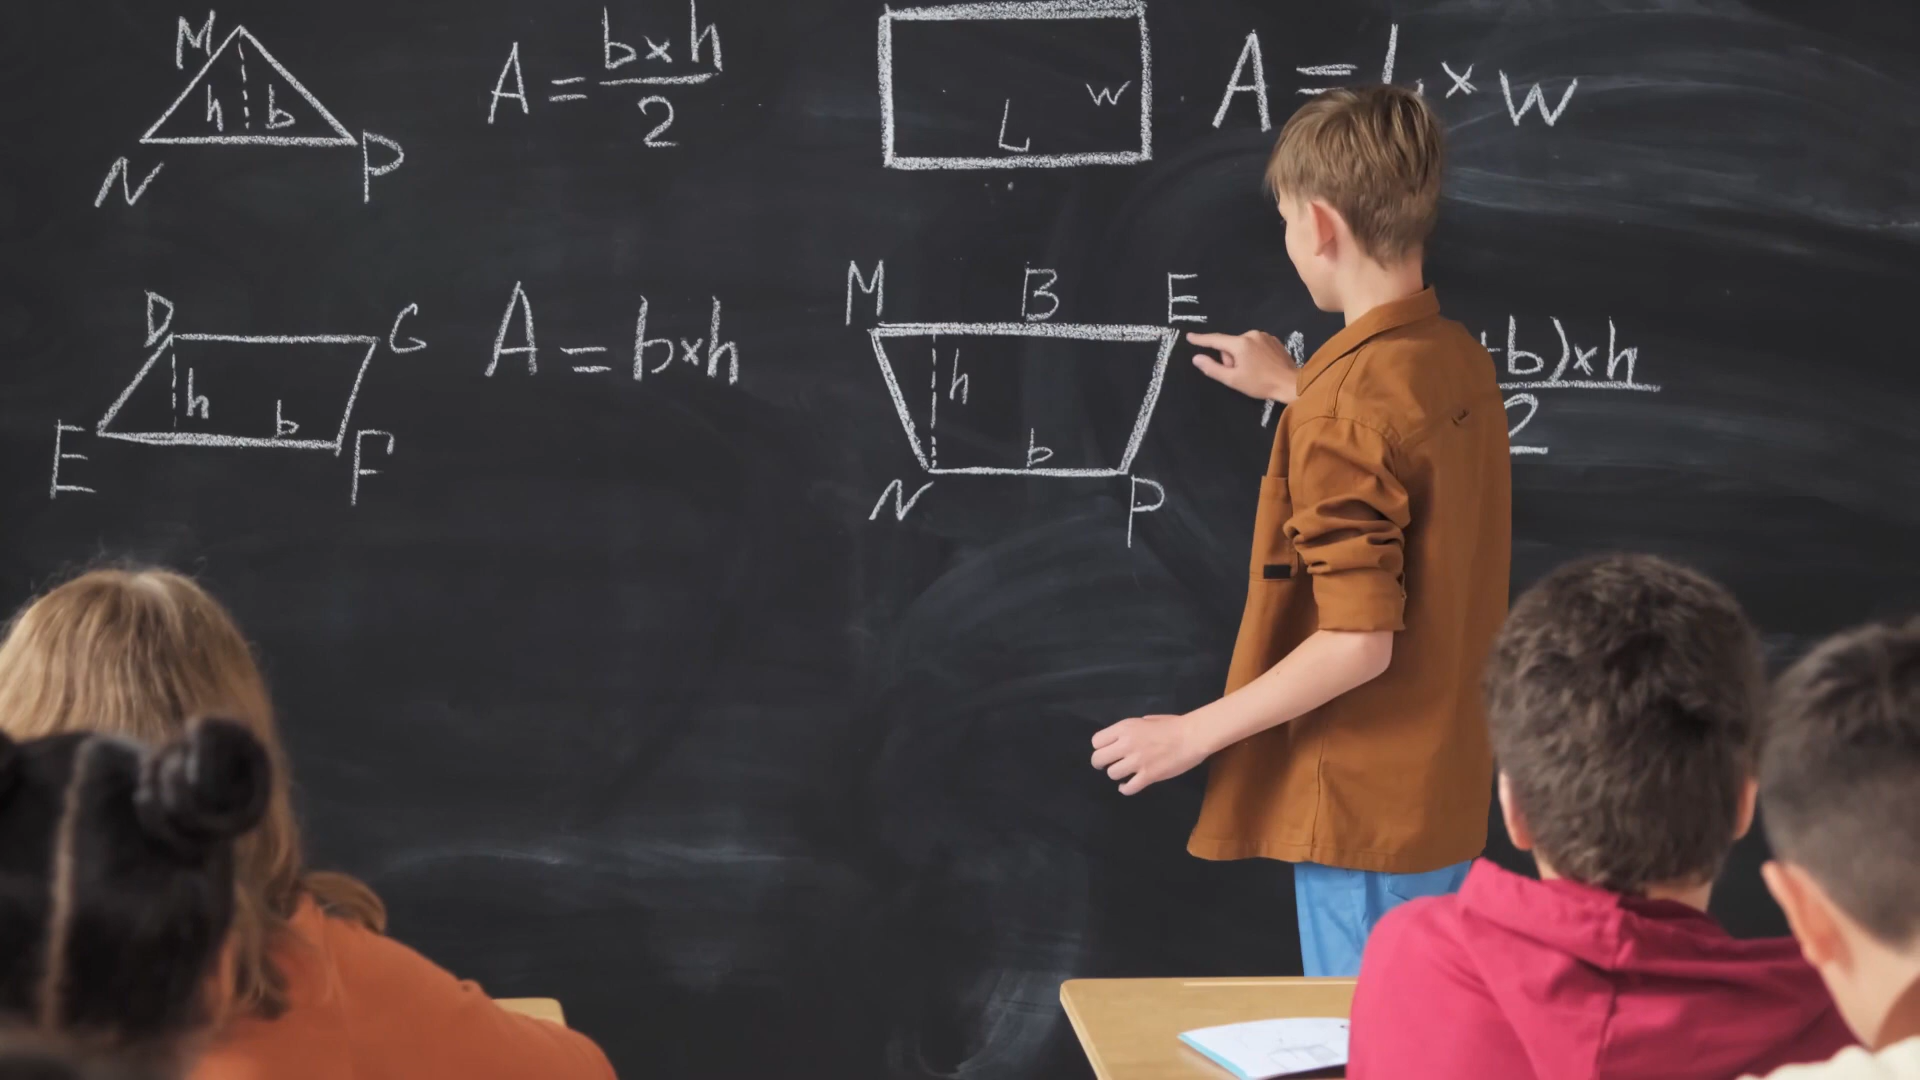 M
h b
N P
A = b×h
2
L w
A = L × w
D G
h b
E F
A = b×h
M B E
h
b
N P
+b)×h
2